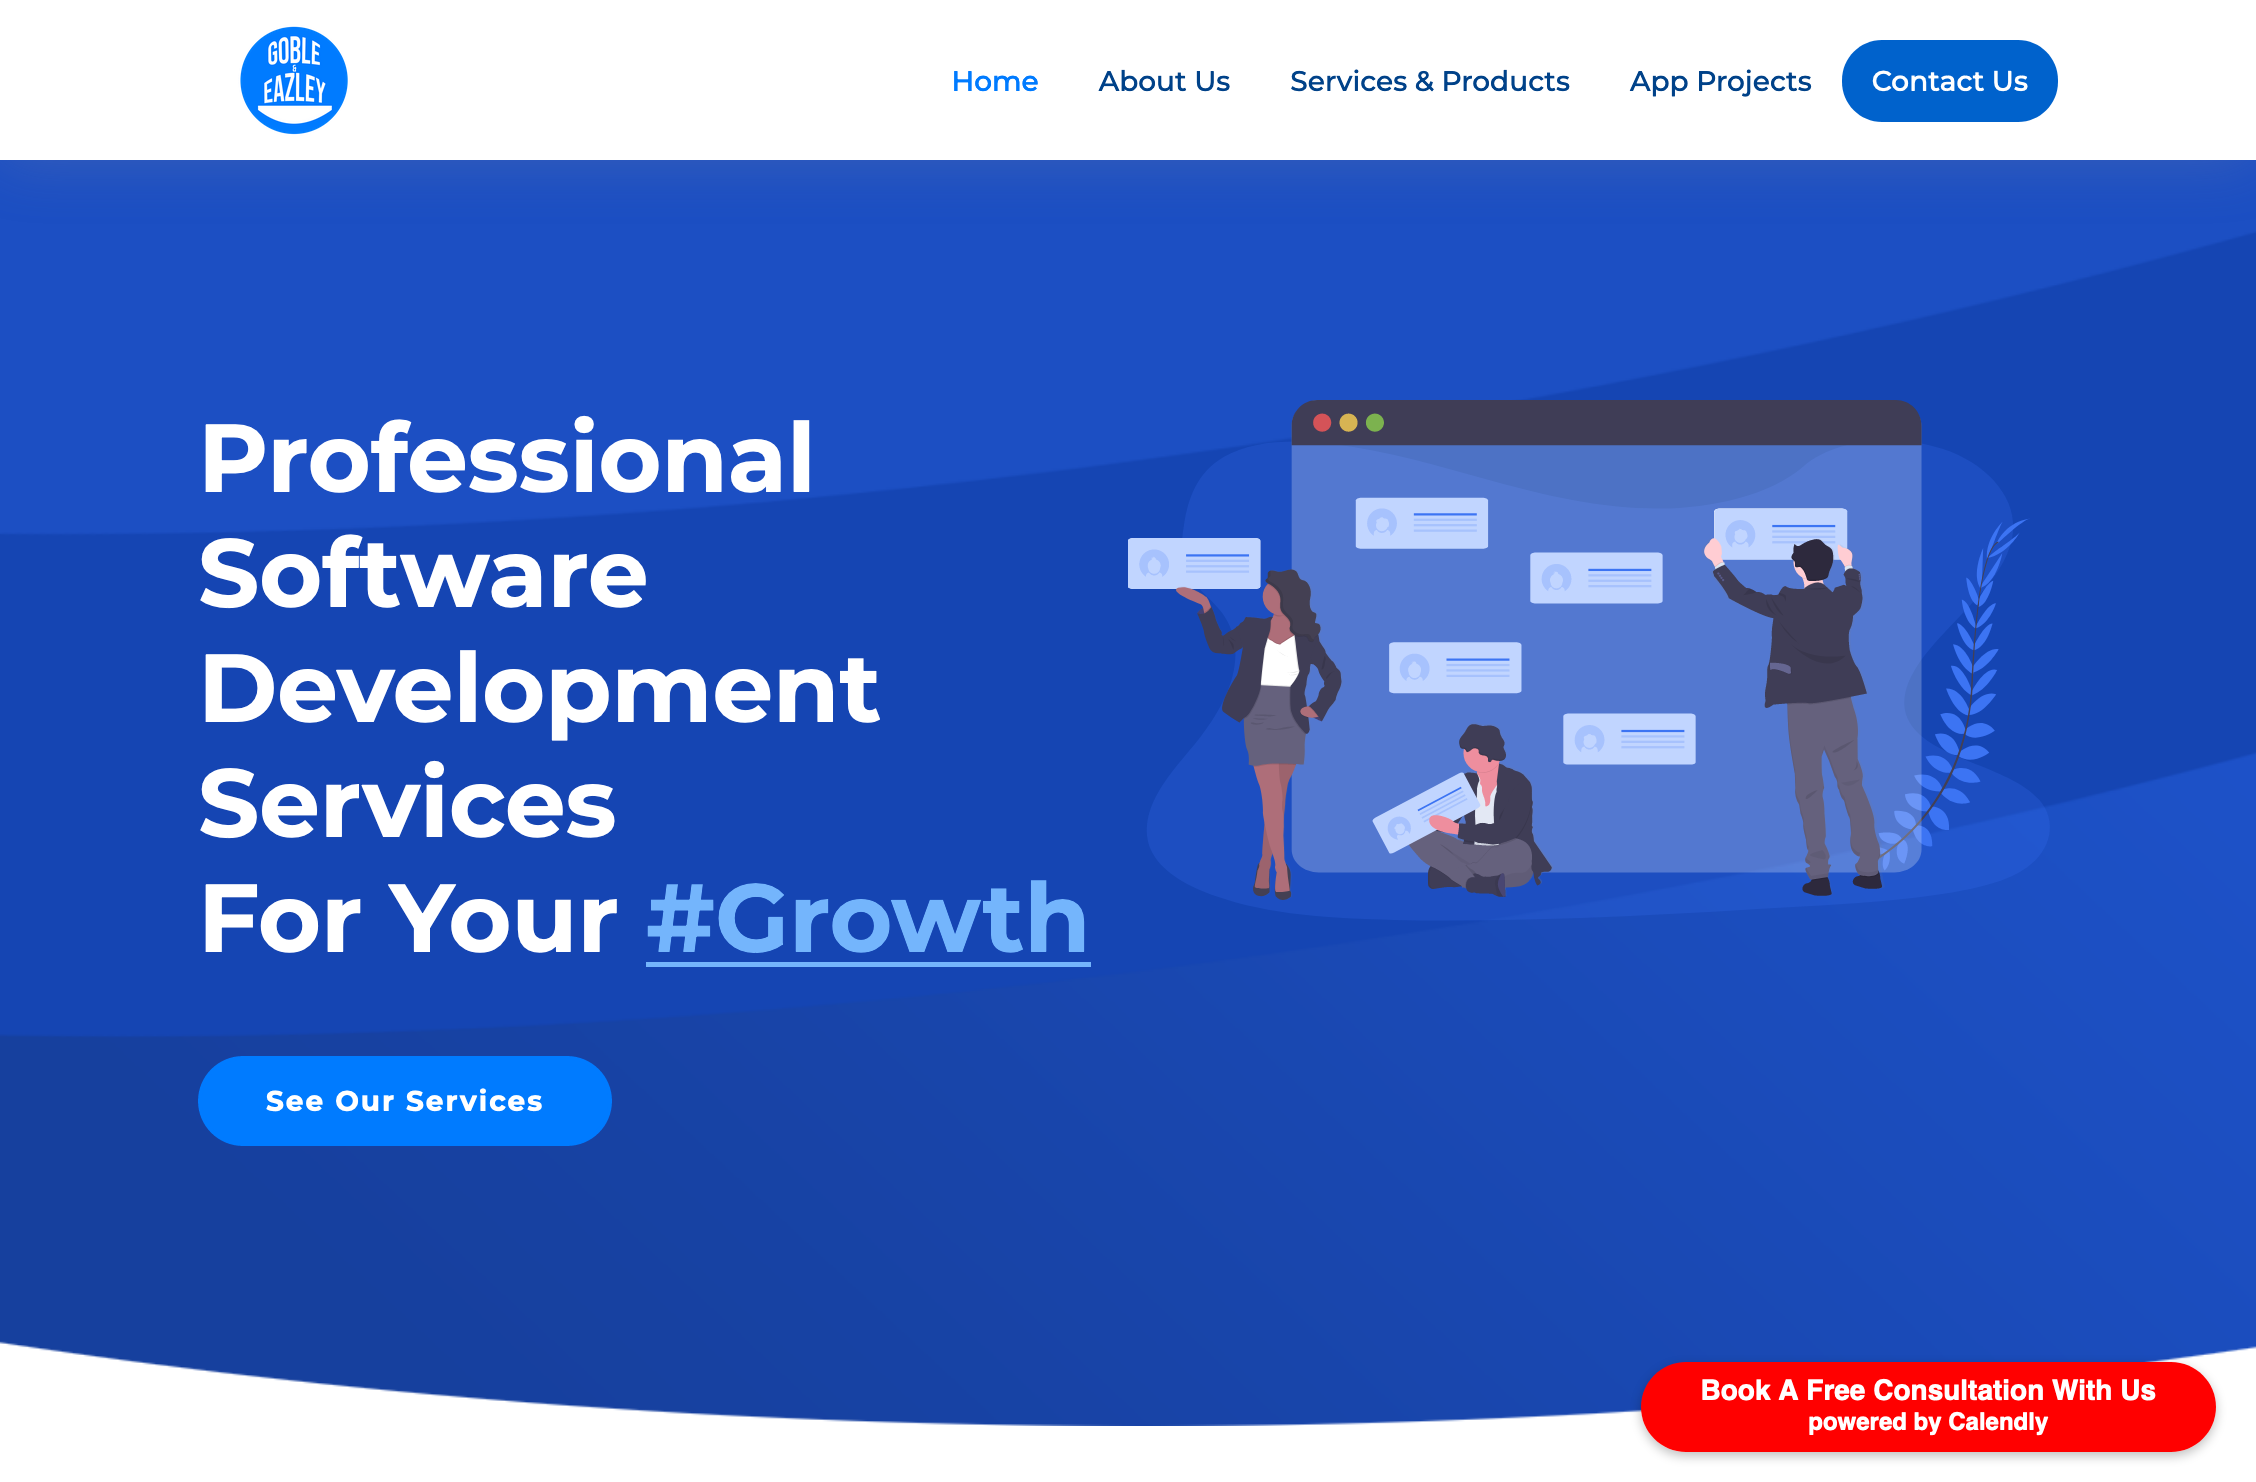 GOBLE
&
EAZLEY
Home
About Us
Services & Products
App Projects
Contact Us
Professional
Software
Development
Services
For Your #Growth
See Our Services
Book A Free Consultation With Us
powered by Calendly